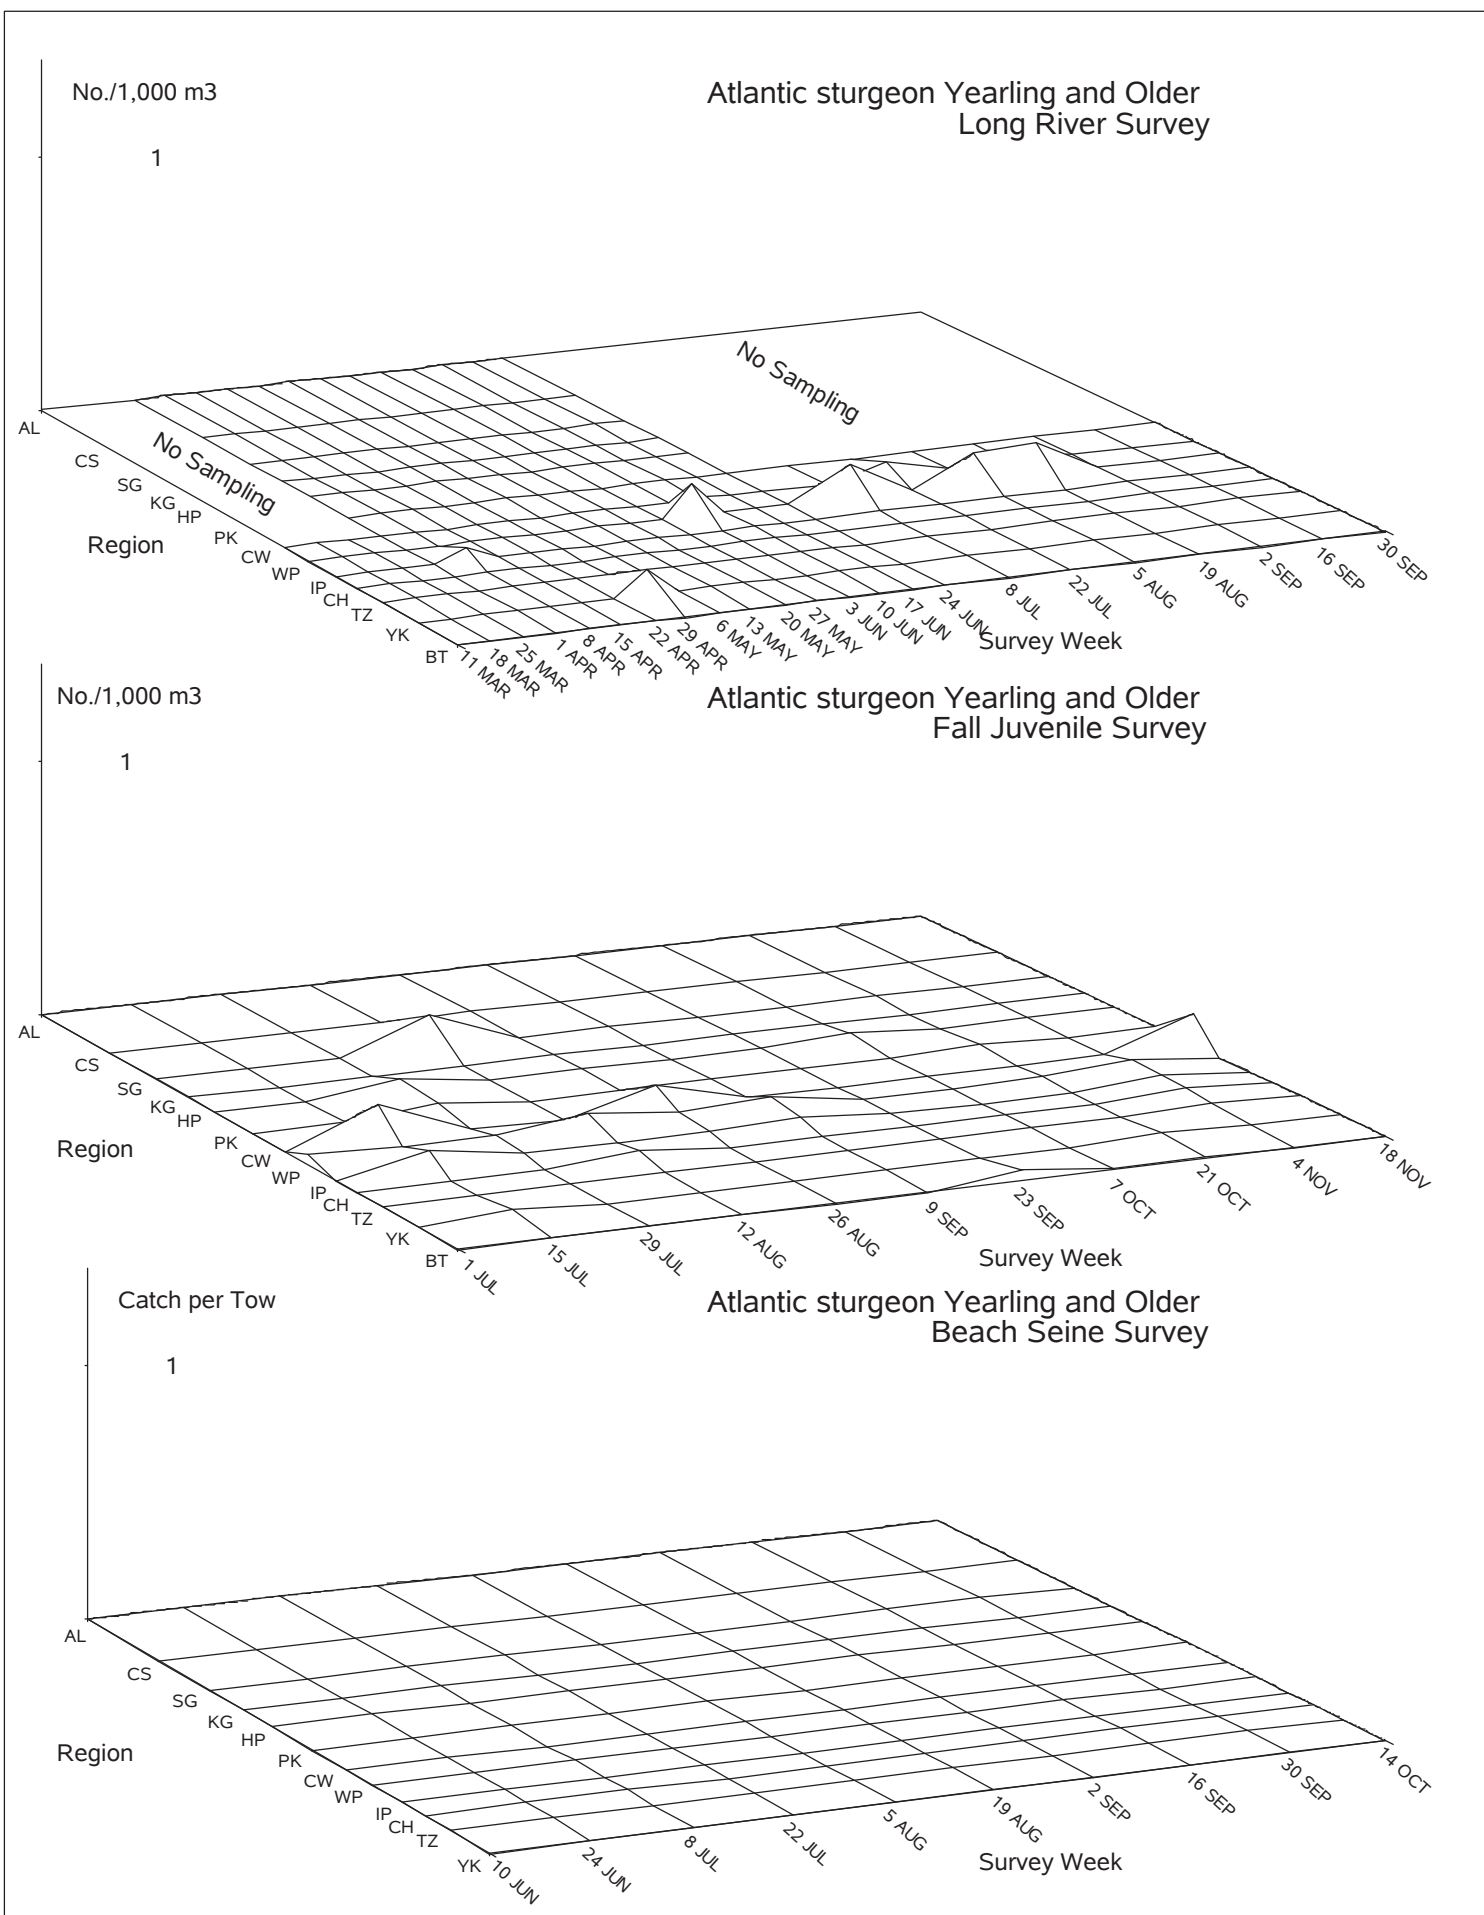 No./1,000 m3
Atlantic sturgeon Yearling and Older
Long River Survey
1
No Sampling
No Sampling
AL
CS
SG
KG
HP
PK
CW
WP
IP
CH
TZ
YK
BT
Region
11 MAR
18 MAR
25 MAR
1 APR
8 APR
15 APR
22 APR
29 APR
6 MAY
13 MAY
20 MAY
27 MAY
3 JUN
10 JUN
17 JUN
24 JUN
8 JUL
22 JUL
5 AUG
19 AUG
2 SEP
16 SEP
30 SEP
Survey Week
No./1,000 m3
Atlantic sturgeon Yearling and Older
Fall Juvenile Survey
1
AL
CS
SG
KG
HP
PK
CW
WP
IP
CH
TZ
YK
BT
Region
1 JUL
15 JUL
29 JUL
12 AUG
26 AUG
9 SEP
23 SEP
7 OCT
21 OCT
4 NOV
18 NOV
Survey Week
Catch per Tow
Atlantic sturgeon Yearling and Older
Beach Seine Survey
1
AL
CS
SG
KG
HP
PK
CW
WP
IP
CH
TZ
YK
Region
10 JUN
24 JUN
8 JUL
22 JUL
5 AUG
19 AUG
2 SEP
16 SEP
30 SEP
14 OCT
Survey Week